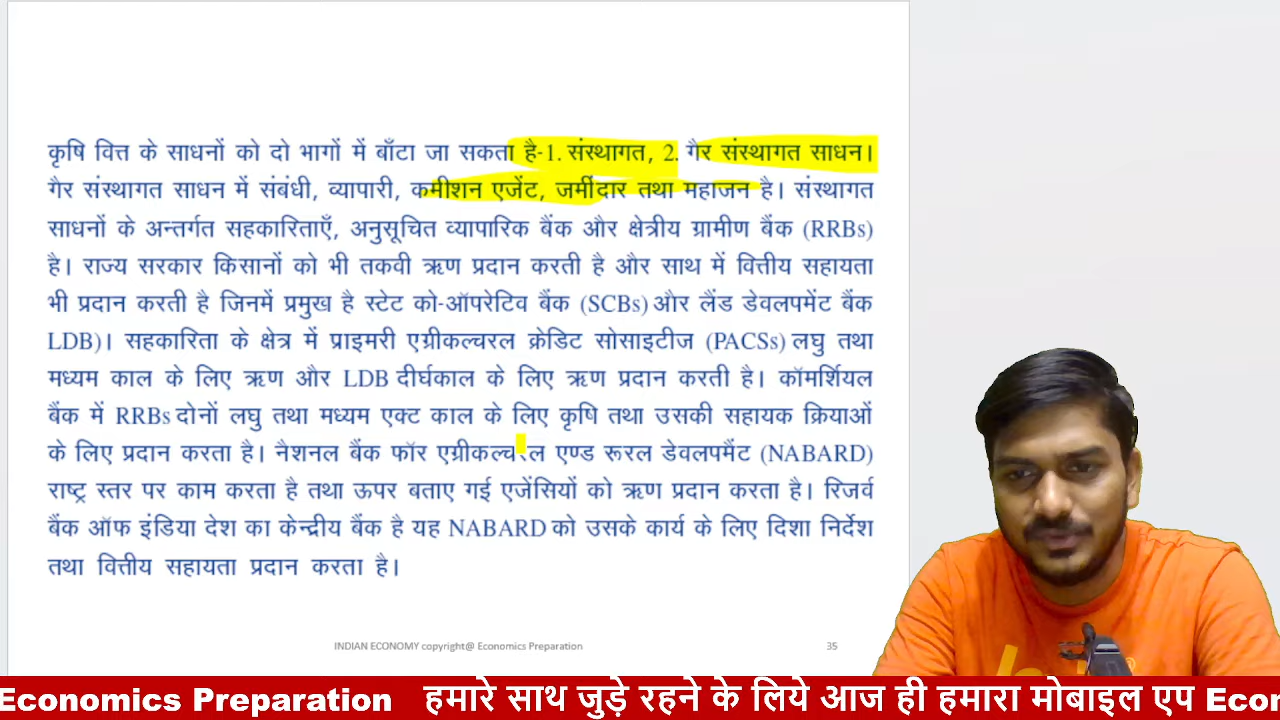 कृषि वित्त के साधनों को दो भागों में बाँटा जा सकता है-1. संस्थागत, 2. गैर संस्थागत साधन।
गैर संस्थागत साधन में संबंधी, व्यापारी, कमीशन एजेंट, जमींदार तथा महाजन है। संस्थागत
साधनों के अन्तर्गत सहकारिताएँ, अनुसूचित व्यापारिक बैंक और क्षेत्रीय ग्रामीण बैंक (RRBs)
है। राज्य सरकार किसानों को भी तकवी ऋण प्रदान करती है और साथ में वित्तीय सहायता
भी प्रदान करती है जिनमें प्रमुख है स्टेट को-ऑपरेटिव बैंक (SCBs) और लैंड डेवलपमेंट बैंक
LDB)। सहकारिता के क्षेत्र में प्राइमरी एग्रीकल्चरल क्रेडिट सोसाइटीज (PACSs) लघु तथा
मध्यम काल के लिए ऋण और LDB दीर्घकाल के लिए ऋण प्रदान करती है। कॉमर्शियल
बैंक में RRBs दोनों लघु तथा मध्यम एक्ट काल के लिए कृषि तथा उसकी सहायक क्रियाओं
के लिए प्रदान करता है। नैशनल बैंक फॉर एग्रीकल्चरल एण्ड रूरल डेवलपमैंट (NABARD)
राष्ट्र स्तर पर काम करता है तथा ऊपर बताए गई एजेंसियों को ऋण प्रदान करता है। रिजर्व
बैंक ऑफ इंडिया देश का केन्द्रीय बैंक है यह NABARD को उसके कार्य के लिए दिशा निर्देश
तथा वित्तीय सहायता प्रदान करता है।
INDIAN ECONOMY copyright@ Economics Preparation 35
Economics Preparation हमारे साथ जुड़े रहने के लिये आज ही हमारा मोबाइल एप Econ